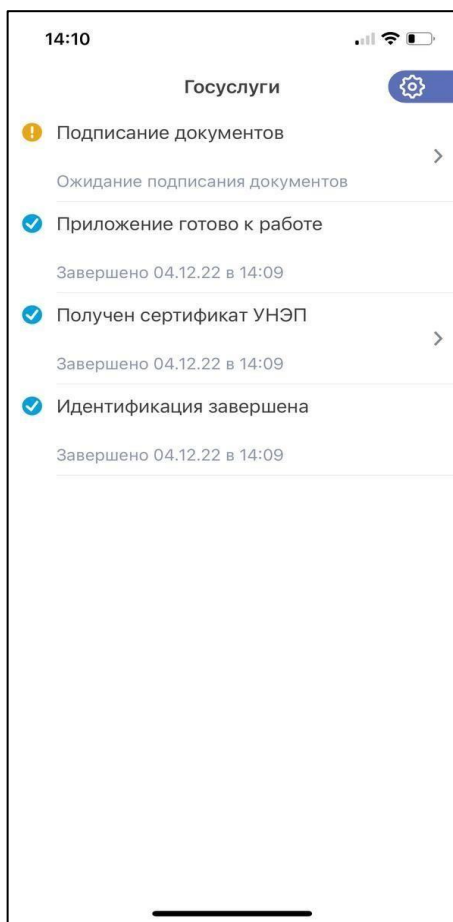 14:10
Госуслуги
Подписание документов
Ожидание подписания документов
Приложение готово к работе
Завершено 04.12.22 в 14:09
Получен сертификат УНЭП
Завершено 04.12.22 в 14:09
Идентификация завершена
Завершено 04.12.22 в 14:09